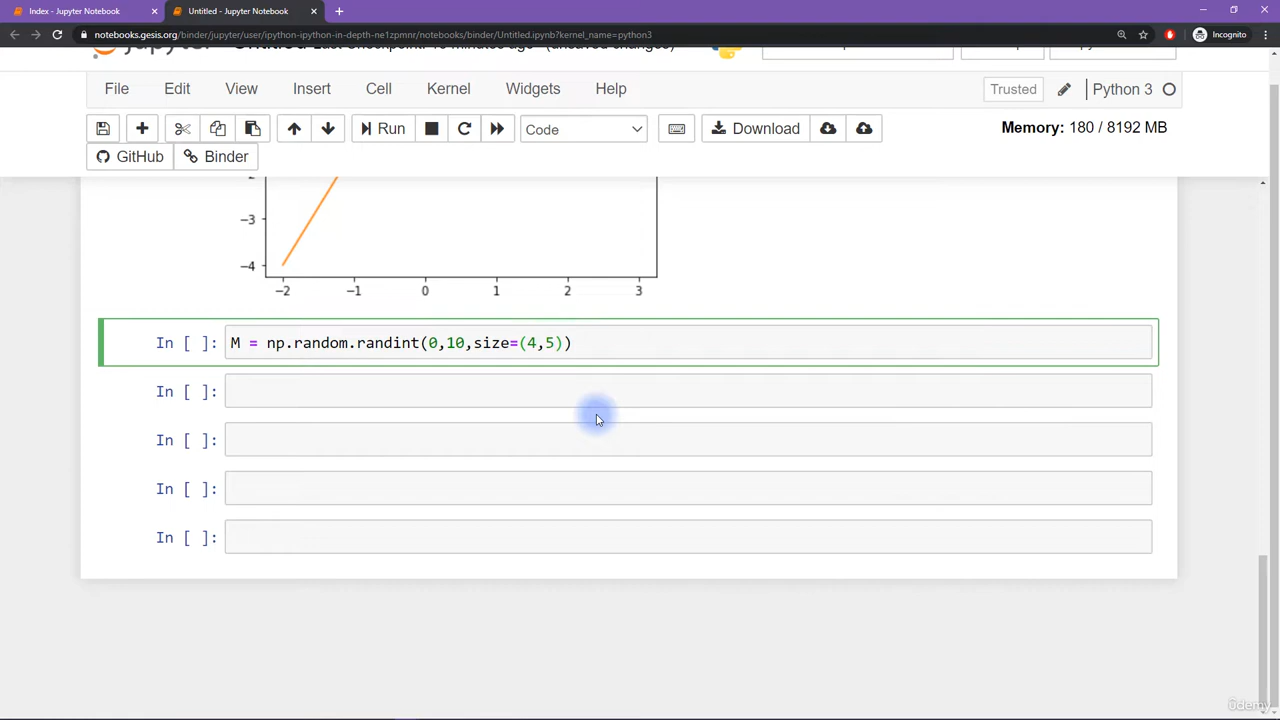 Index - Jupyter Notebook
Untitled - Jupyter Notebook
notebooks.gesis.org/binder/jupyter/user/ipython-ipython-in-depth-ne1zpmnr/notebooks/binder/Untitled.ipynb?kernel_name=python3
Incognito
File Edit View Insert Cell Kernel Widgets Help
Trusted
Python 3
Run
Code
Download
Memory: 180 / 8192 MB
GitHub
Binder
−3
−4
−2 −1 0 1 2 3
In [ ]: M = np.random.randint(0,10,size=(4,5))
In [ ]:
In [ ]:
In [ ]:
In [ ]:
ûdemy